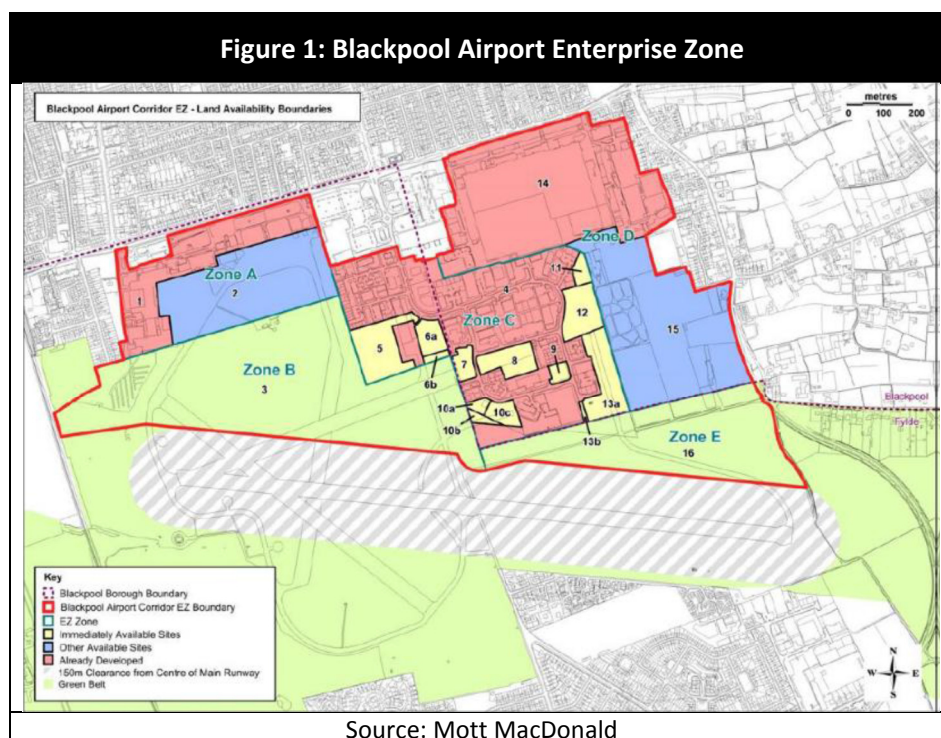 Figure 1: Blackpool Airport Enterprise Zone
Blackpool Airport Corridor EZ - Land Availability Boundaries
metres
0 100 200
14
Zone D
Zone A
11
1
2
4
12
Zone C
15
5
6a
9
8
7
Zone B
6b
3
10a
10c
13a
Blackpool
10b
Fylde
13b
Zone E
16
Key
Blackpool Borough Boundary
Blackpool Airport Corridor EZ Boundary
EZ Zone
Immediately Available Sites
Other Available Sites
Already Developed
150m Clearance from Centre of Main Runway
Green Belt
N
W E
S
Source: Mott MacDonald